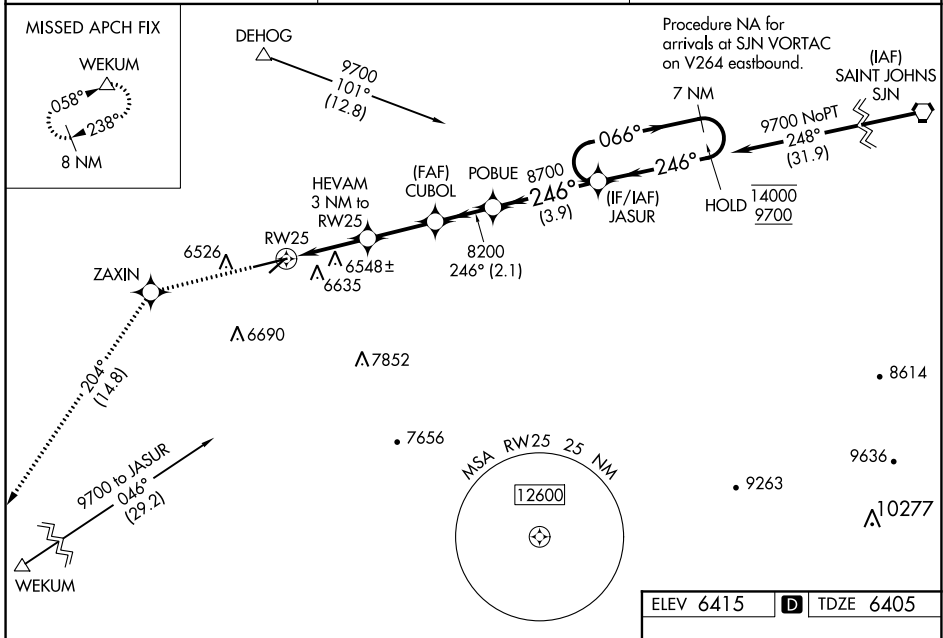 MISSED APCH FIX
WEKUM
058°
238°
8 NM
DEHOG
9700
101°
(12.8)
Procedure NA for
arrivals at SJN VORTAC
on V264 eastbound.
(IAF)
SAINT JOHNS
SJN
7 NM
9700 NoPT
248°
(31.9)
066°
246°
HOLD
14000
9700
(IF/IAF)
JASUR
8700
246°
(3.9)
POBUE
8200
246° (2.1)
(FAF)
CUBOL
HEVAM
3 NM to
RW25
RW25
6526
6548±
6635
ZAXIN
6690
7852
7656
8614
9636
9263
10277
204°
(14.8)
9700 to JASUR
046°
(29.2)
WEKUM
MSA RW25 25 NM
12600
ELEV 6415 D TDZE 6405